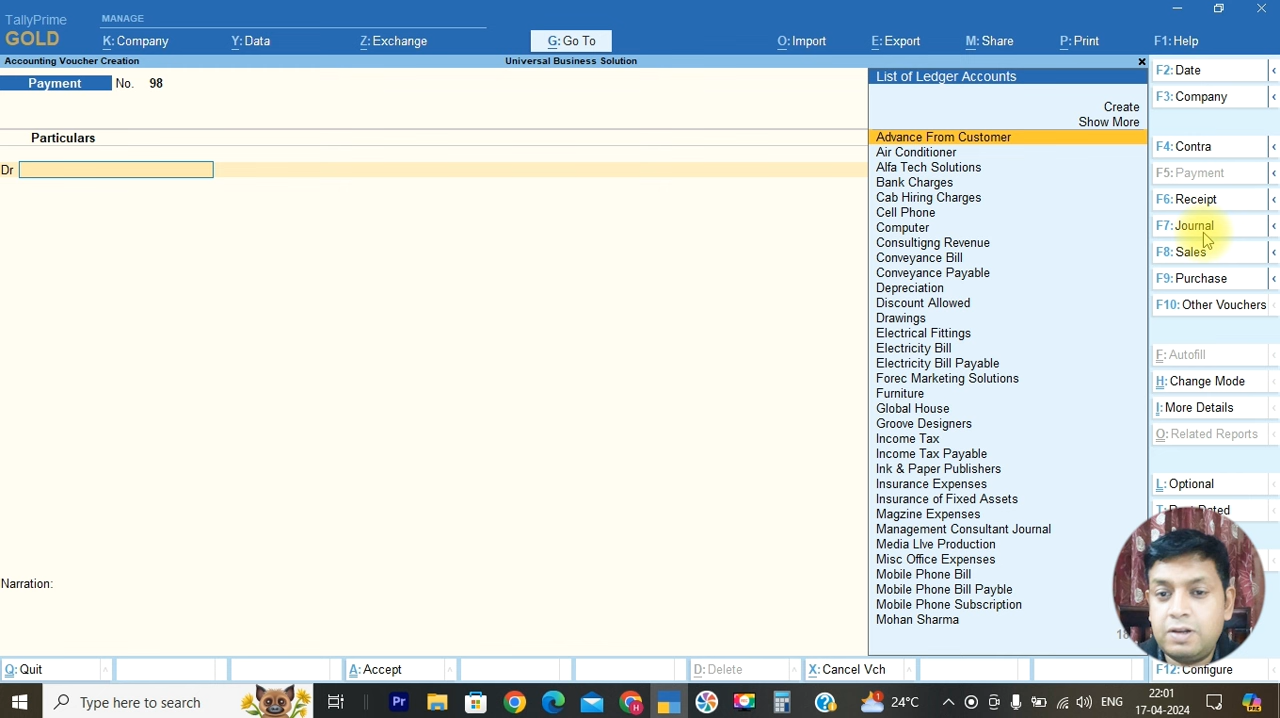 TallyPrime
GOLD
MANAGE
K: Company
Y: Data
Z: Exchange
G: Go To
O: Import
E: Export
M: Share
P: Print
F1: Help
Accounting Voucher Creation
Universal Business Solution
Payment No. 98
Particulars
Dr
Narration:
List of Ledger Accounts
Create
Show More
Advance From Customer
Air Conditioner
Alfa Tech Solutions
Bank Charges
Cab Hiring Charges
Cell Phone
Computer
Consultigng Revenue
Conveyance Bill
Conveyance Payable
Depreciation
Discount Allowed
Drawings
Electrical Fittings
Electricity Bill
Electricity Bill Payable
Forec Marketing Solutions
Furniture
Global House
Groove Designers
Income Tax
Income Tax Payable
Ink & Paper Publishers
Insurance Expenses
Insurance of Fixed Assets
Magzine Expenses
Management Consultant Journal
Media LIve Production
Misc Office Expenses
Mobile Phone Bill
Mobile Phone Bill Payble
Mobile Phone Subscription
Mohan Sharma
F2: Date
F3: Company
F4: Contra
F5: Payment
F6: Receipt
F7: Journal
F8: Sales
F9: Purchase
F10: Other Vouchers
F: Autofill
H: Change Mode
I: More Details
O: Related Reports
L: Optional
F12: Configure
Q: Quit
A: Accept
D: Delete
X: Cancel Vch
Type here to search
Pr
24°C
ENG
22:01
17-04-2024